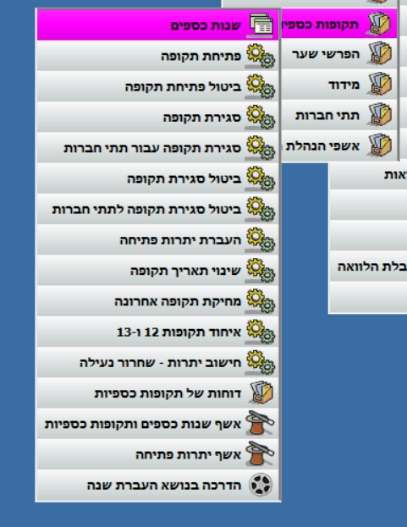 שנות כספים
פתיחת תקופה
ביטול פתיחת תקופה
סגירת תקופה
סגירת תקופה עבור תתי חברות
ביטול סגירת תקופה
ביטול סגירת תקופה לתתי חברות
העברת יתרות פתיחה
שינוי תאריך תקופה
מחיקת תקופה אחרונה
איחוד תקופות 12 ו-13
חישוב יתרות - שחרור נעילה
דוחות של תקופות כספיות
אשף שנות כספים ותקופות כספיות
אשף יתרות פתיחה
הדרכה בנושא העברת שנה
תקופות
הפרשי שער
מידוד
תתי חברות
אשפי הנהלת
הלוואה